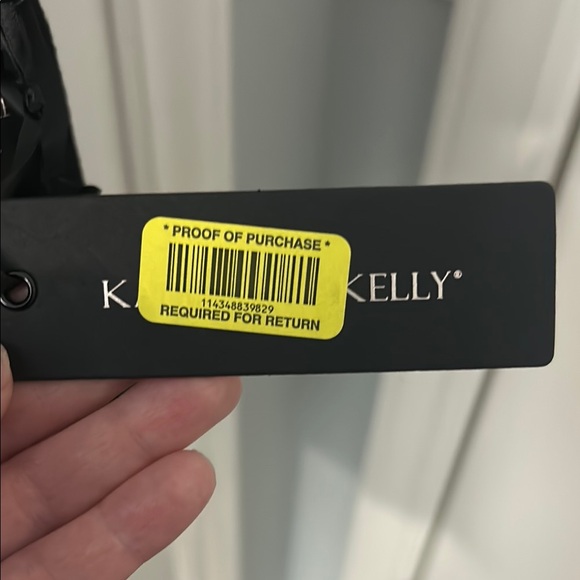 * PROOF OF PURCHASE *
114348839829
REQUIRED FOR RETURN
KELLY®